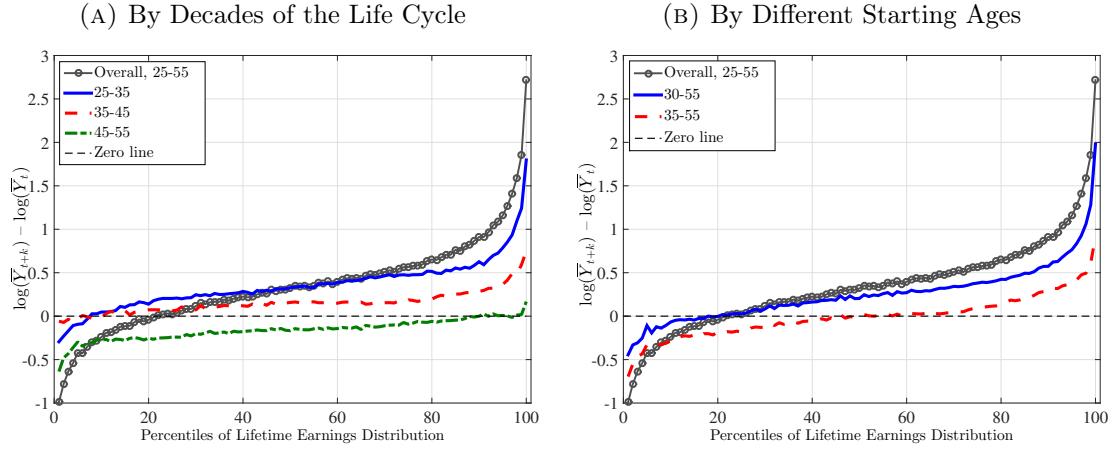 (A) By Decades of the Life Cycle
3
2.5
2
1.5
1
0.5
0
-0.5
-1
log(Y̅ₜ₊ₖ) − log(Y̅ₜ)
Overall, 25-55
25-35
35-45
45-55
Zero line
0 20 40 60 80 100
Percentiles of Lifetime Earnings Distribution
(B) By Different Starting Ages
3
2.5
2
1.5
1
0.5
0
-0.5
-1
log(Y̅ₜ₊ₖ) − log(Y̅ₜ)
Overall, 25-55
30-55
35-55
Zero line
0 20 40 60 80 100
Percentiles of Lifetime Earnings Distribution